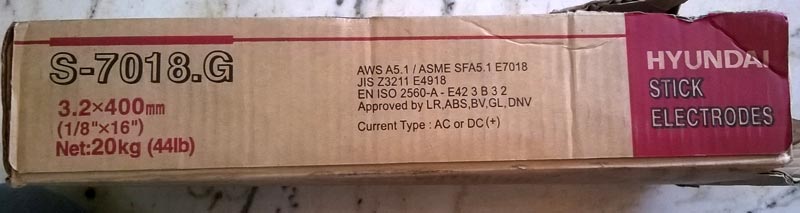 S-7018.G
3.2×400mm
(1/8"×16")
Net:20kg (44lb)
AWS A5.1 / ASME SFA5.1 E7018
JIS Z3211 E4918
EN ISO 2560-A - E42 3 B 3 2
Approved by LR,ABS,BV,GL,DNV
Current Type : AC or DC(+)
HYUNDAI
STICK
ELECTRODES